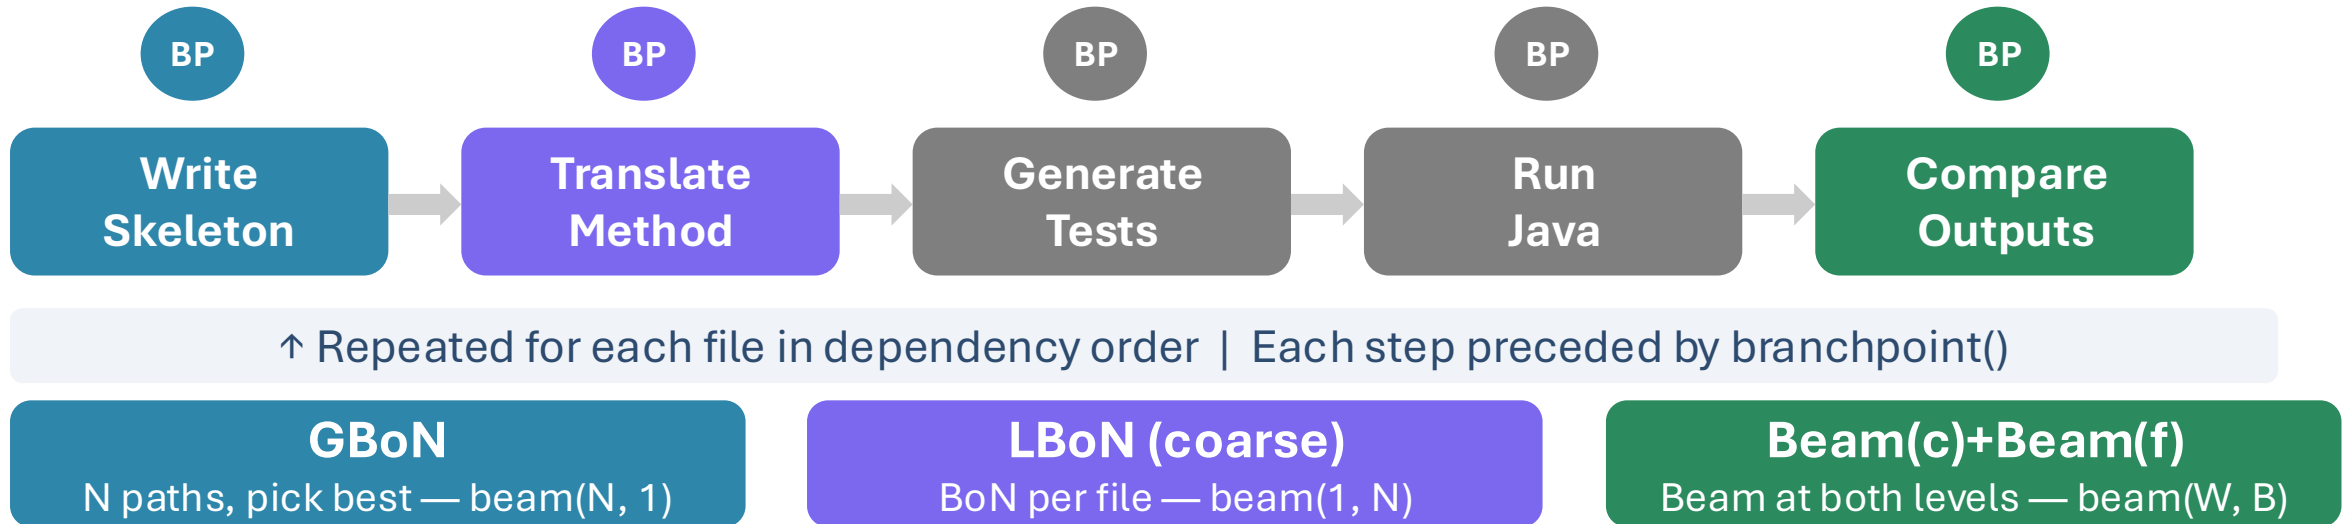 BP
BP
BP
BP
BP
Write
Skeleton
Translate
Method
Generate
Tests
Run
Java
Compare
Outputs
↑ Repeated for each file in dependency order | Each step preceded by branchpoint()
GBoN
N paths, pick best — beam(N, 1)
LBoN (coarse)
BoN per file — beam(1, N)
Beam(c)+Beam(f)
Beam at both levels — beam(W, B)